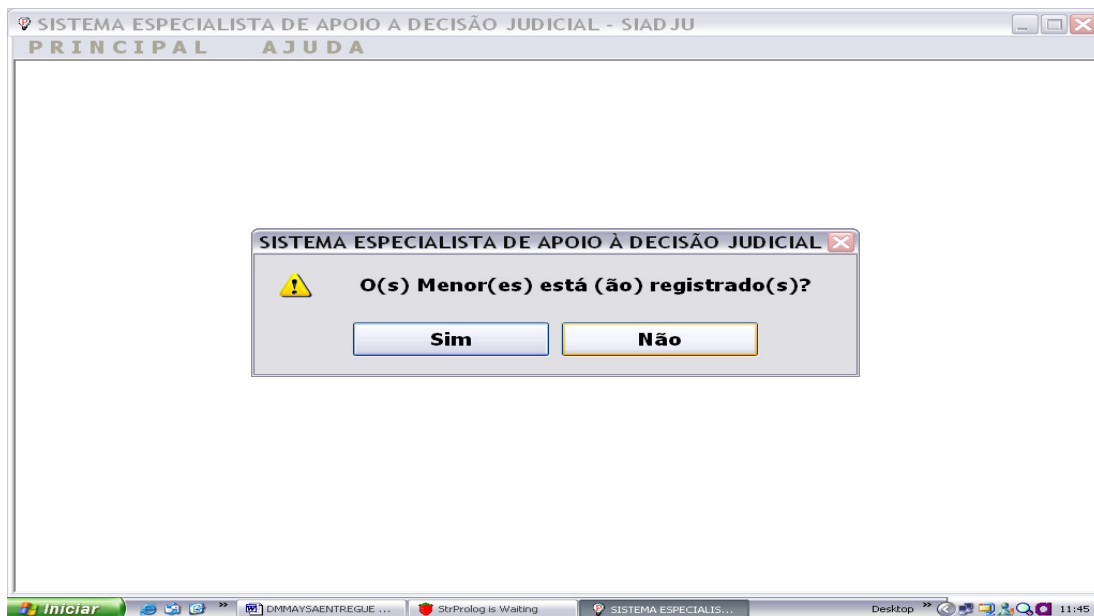 SISTEMA ESPECIALISTA DE APOIO A DECISÃO JUDICIAL - SIADJU
PRINCIPAL AJUDA
SISTEMA ESPECIALISTA DE APOIO À DECISÃO JUDICIAL
O(s) Menor(es) está (ão) registrado(s)?
Sim Não
Iniciar » DMMAYSAENTREGUE ... StrProlog is Waiting SISTEMA ESPECIALIS... Desktop » 11:45